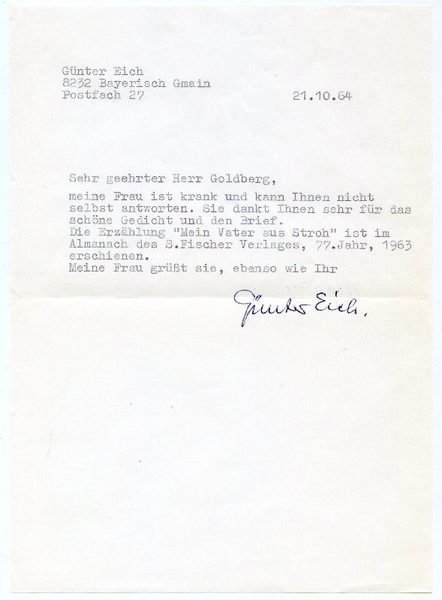 Günter Eich
8232 Bayerisch Gmain
Postfach 27
21.10.64
Sehr geehrter Herr Goldberg,
meine Frau ist krank und kann Ihnen nicht
selbst antworten. Sie dankt Ihnen sehr für das
schöne Gedicht und den Brief.
Die Erzählung "Mein Vater aus Stroh" ist im
Almanach des S.Fischer Verlages, 77.Jahr, 1963
erschienen.
Meine Frau grüßt sie, ebenso wie Ihr
Günter Eich.